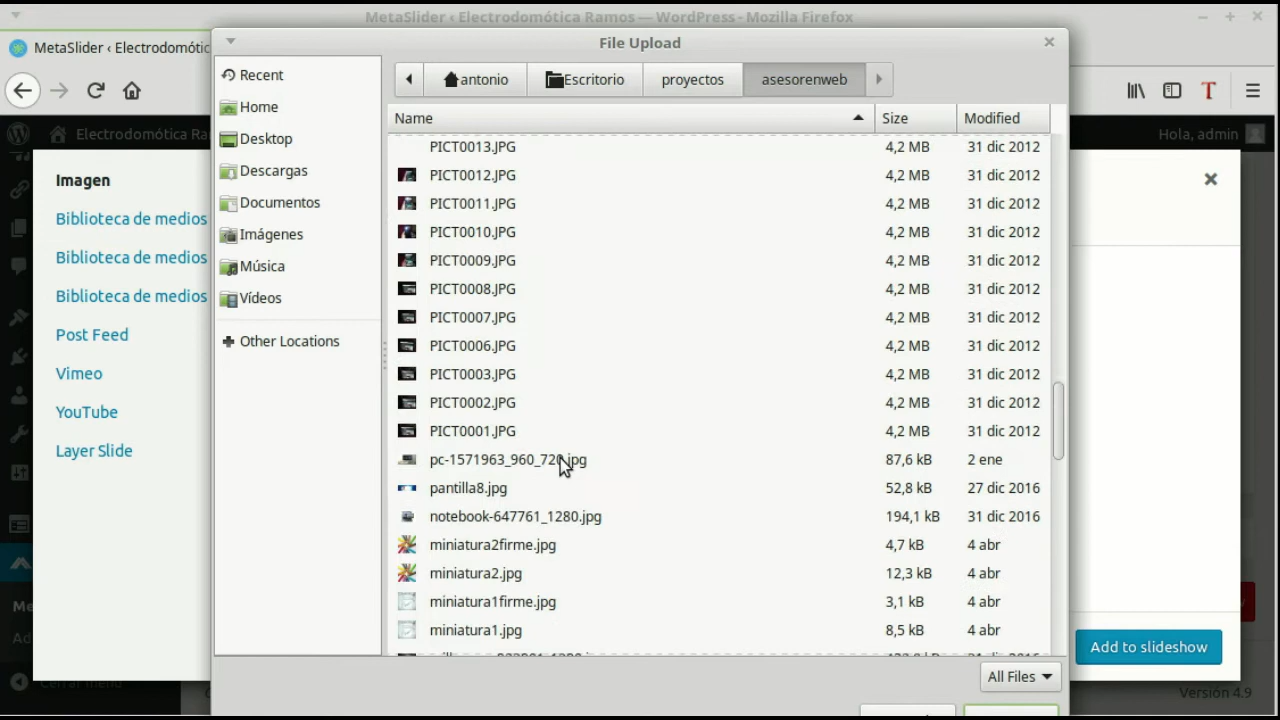 MetaSlider ‹ Electrodomótica Ramos — WordPress - Mozilla Firefox
MetaSlider ‹ Electrodomótic
File Upload
Recent
Home
Desktop
Descargas
Documentos
Imágenes
Música
Vídeos
Other Locations
antonio
Escritorio
proyectos
asesorenweb
Name Size Modified
PICT0013.JPG 4,2 MB 31 dic 2012
PICT0012.JPG 4,2 MB 31 dic 2012
PICT0011.JPG 4,2 MB 31 dic 2012
PICT0010.JPG 4,2 MB 31 dic 2012
PICT0009.JPG 4,2 MB 31 dic 2012
PICT0008.JPG 4,2 MB 31 dic 2012
PICT0007.JPG 4,2 MB 31 dic 2012
PICT0006.JPG 4,2 MB 31 dic 2012
PICT0003.JPG 4,2 MB 31 dic 2012
PICT0002.JPG 4,2 MB 31 dic 2012
PICT0001.JPG 4,2 MB 31 dic 2012
pc-1571963_960_720.jpg 87,6 kB 2 ene
pantilla8.jpg 52,8 kB 27 dic 2016
notebook-647761_1280.jpg 194,1 kB 31 dic 2016
miniatura2firme.jpg 4,7 kB 4 abr
miniatura2.jpg 12,3 kB 4 abr
miniatura1firme.jpg 3,1 kB 4 abr
miniatura1.jpg 8,5 kB 4 abr
All Files
Electrodomótica Ra
Hola, admin
Imagen
Biblioteca de medios
Biblioteca de medios
Biblioteca de medios
Post Feed
Vimeo
YouTube
Layer Slide
Me
Ad
Cerrar menú
Add to slideshow
Versión 4.9